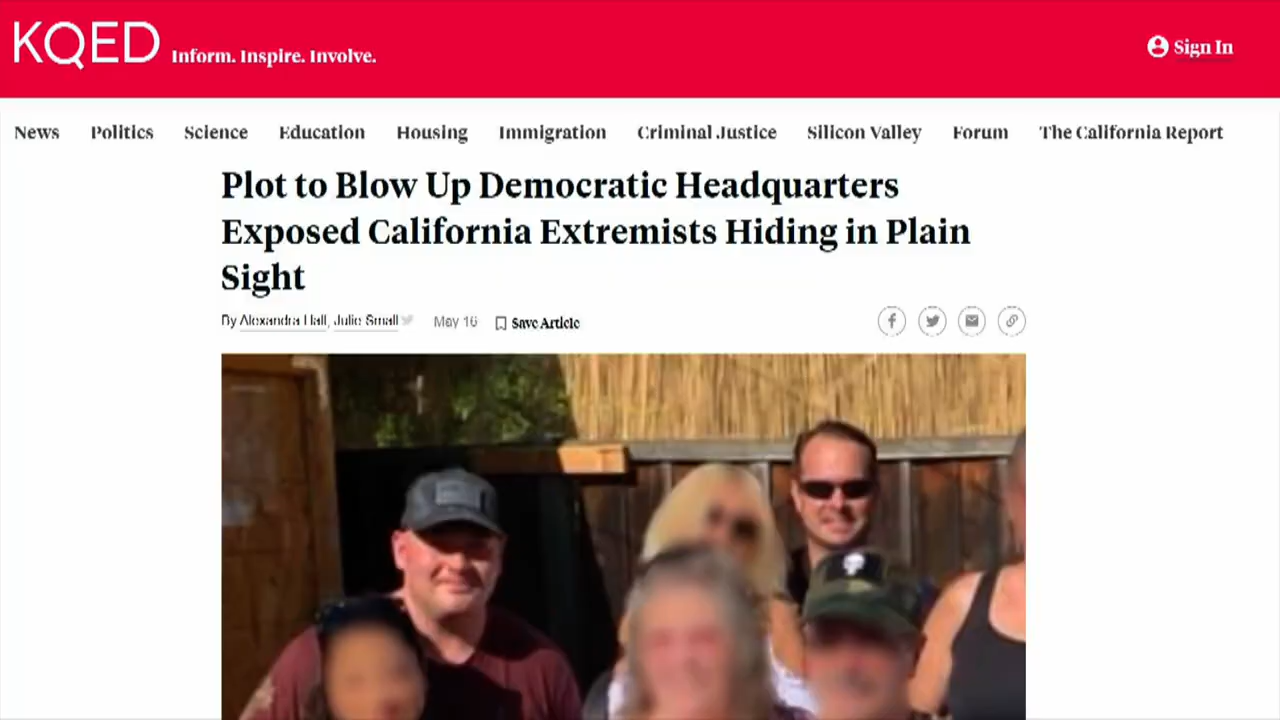 KQED Inform. Inspire. Involve.
Sign In
News Politics Science Education Housing Immigration Criminal Justice Silicon Valley Forum The California Report
Plot to Blow Up Democratic Headquarters
Exposed California Extremists Hiding in Plain
Sight
By Alexandra Hall, Julie Small May 16 Save Article